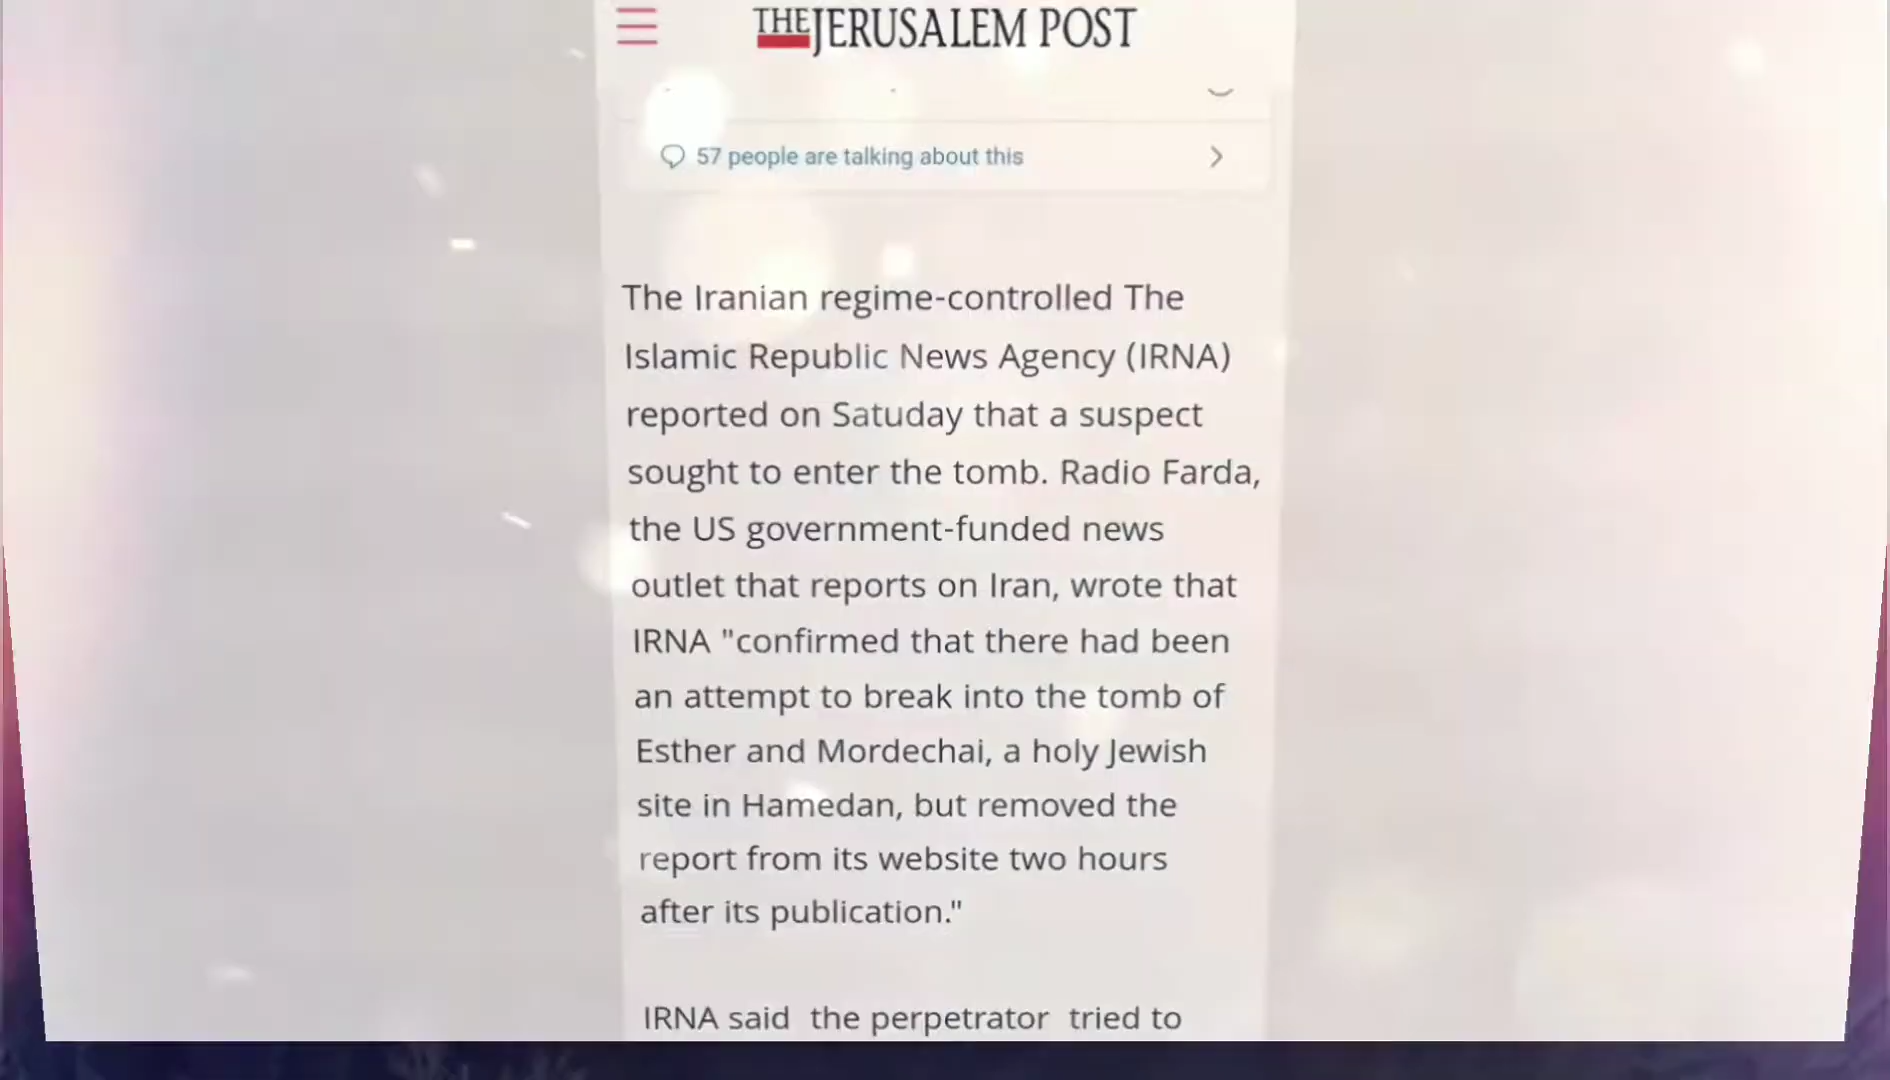 THE JERUSALEM POST
57 people are talking about this
The Iranian regime-controlled The
Islamic Republic News Agency (IRNA)
reported on Satuday that a suspect
sought to enter the tomb. Radio Farda,
the US government-funded news
outlet that reports on Iran, wrote that
IRNA "confirmed that there had been
an attempt to break into the tomb of
Esther and Mordechai, a holy Jewish
site in Hamedan, but removed the
report from its website two hours
after its publication."
IRNA said the perpetrator tried to